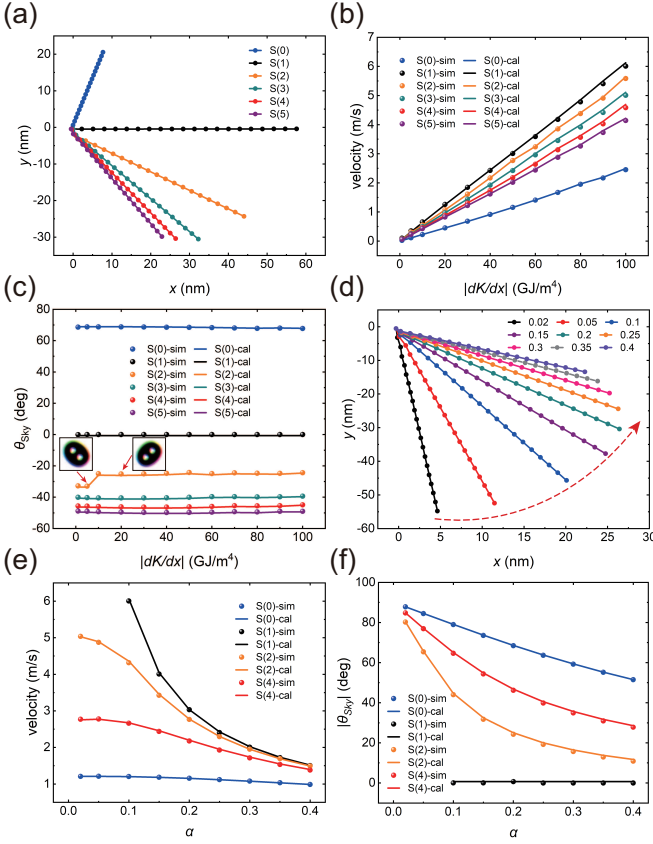 (a)
20
10
0
-10
-20
-30
y (nm)
0 10 20 30 40 50 60
x (nm)
S(0)
S(1)
S(2)
S(3)
S(4)
S(5)
(b)
7
6
5
4
3
2
1
0
velocity (m/s)
0 20 40 60 80 100
|dK/dx| (GJ/m⁴)
S(0)-sim S(0)-cal
S(1)-sim S(1)-cal
S(2)-sim S(2)-cal
S(3)-sim S(3)-cal
S(4)-sim S(4)-cal
S(5)-sim S(5)-cal
(c)
80
60
40
20
0
-20
-40
-60
θSky (deg)
0 20 40 60 80 100
|dK/dx| (GJ/m⁴)
S(0)-sim S(0)-cal
S(1)-sim S(1)-cal
S(2)-sim S(2)-cal
S(3)-sim S(3)-cal
S(4)-sim S(4)-cal
S(5)-sim S(5)-cal
(d)
0
-10
-20
-30
-40
-50
-60
y (nm)
0 5 10 15 20 25 30
x (nm)
0.02 0.05 0.1
0.15 0.2 0.25
0.3 0.35 0.4
(e)
6
5
4
3
2
1
velocity (m/s)
0.0 0.1 0.2 0.3 0.4
α
S(0)-sim
S(0)-cal
S(1)-sim
S(1)-cal
S(2)-sim
S(2)-cal
S(4)-sim
S(4)-cal
(f)
100
80
60
40
20
0
|θSky| (deg)
0.0 0.1 0.2 0.3 0.4
α
S(0)-sim
S(0)-cal
S(1)-sim
S(1)-cal
S(2)-sim
S(2)-cal
S(4)-sim
S(4)-cal